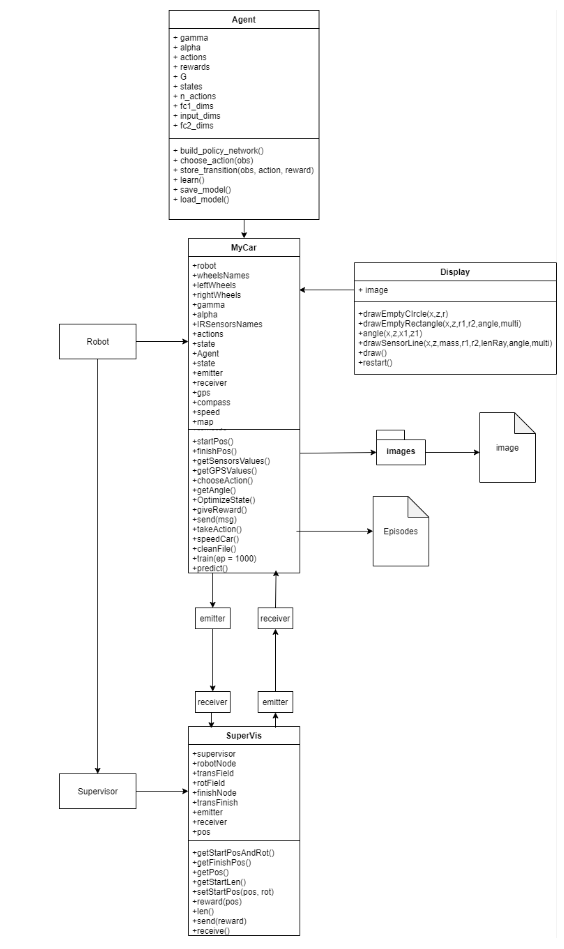 Agent
+ gamma
+ alpha
+ actions
+ rewards
+ G
+ states
+ n_actions
+ fc1_dims
+ input_dims
+ fc2_dims
+ build_policy_network()
+ choose_action(obs)
+ store_transition(obs, action, reward)
+ learn()
+ save_model()
+ load_model()
MyCar
+robot
+wheelsNames
+leftWheels
+rightWheels
+gamma
+alpha
+IRSensorsNames
+actions
+state
+Agent
+state
+emitter
+receiver
+gps
+compass
+speed
+map
+startPos()
+finishPos()
+getSensorsValues()
+getGPSValues()
+chooseAction()
+getAngle()
+OptimizeState()
+giveReward()
+send(msg)
+takeAction()
+speedCar()
+cleanFile()
+train(ep = 1000)
+predict()
Display
+ image
+drawEmptyCIrcle(x,z,r)
+drawEmptyRectangle(x,z,r1,r2,angle,multi)
+angle(x,z,x1,z1)
+drawSensorLine(x,z,mass,r1,r2,lenRay,angle,multi)
+draw()
+restart()
Robot
images
image
Episodes
emitter
receiver
receiver
emitter
Supervisor
SuperVis
+supervisor
+robotNode
+transField
+rotField
+finishNode
+transFinish
+emitter
+receiver
+pos
+getStartPosAndRot()
+getFinishPos()
+getPos()
+getStartLen()
+setStartPos(pos, rot)
+reward(pos)
+len()
+send(reward)
+receive()